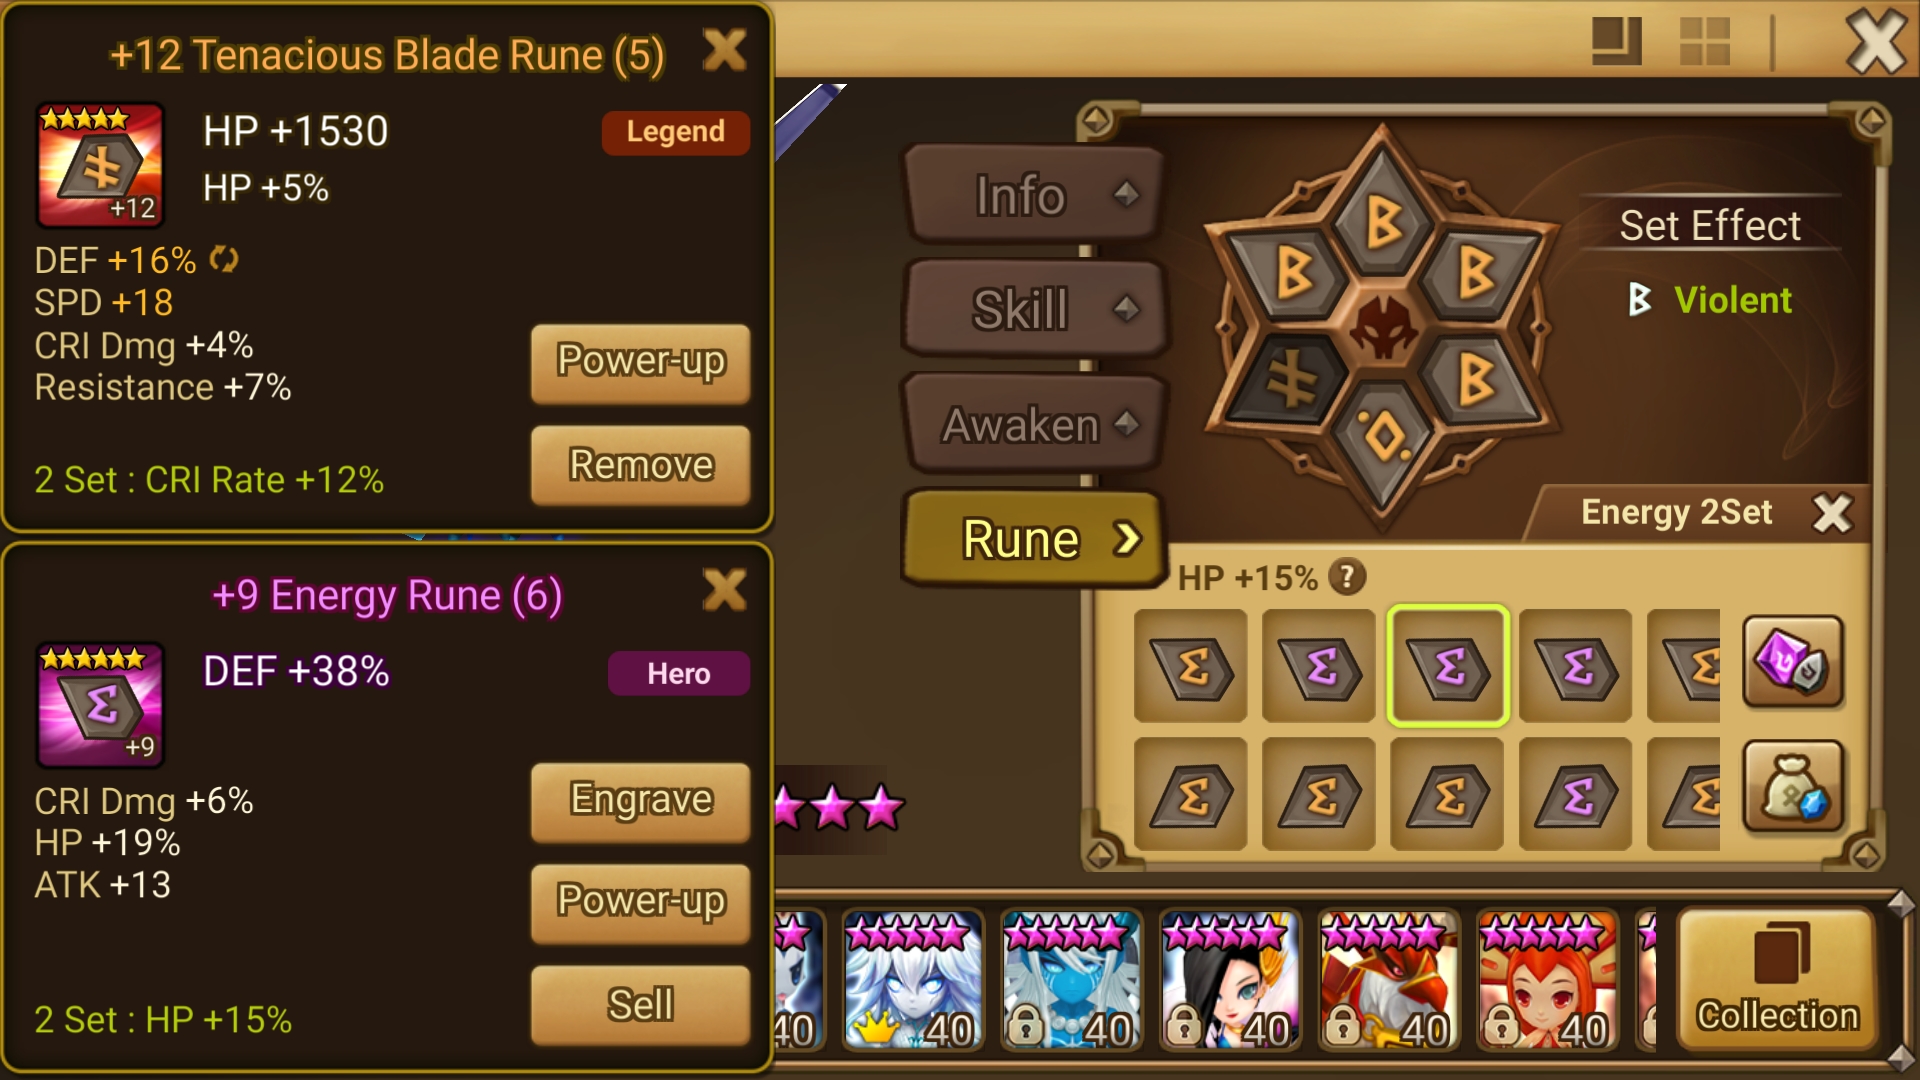 +12 Tenacious Blade Rune (5)
+12
HP +1530
Legend
HP +5%
DEF +16%
SPD +18
CRI Dmg +4%
Resistance +7%
Power-up
Remove
2 Set : CRI Rate +12%
+9 Energy Rune (6)
+9
DEF +38%
Hero
CRI Dmg +6%
HP +19%
ATK +13
Engrave
Power-up
Sell
2 Set : HP +15%
Info
Skill
Awaken
Rune
Set Effect
Violent
Energy 2Set
HP +15% ?
40
40
40
40
40
40
Collection